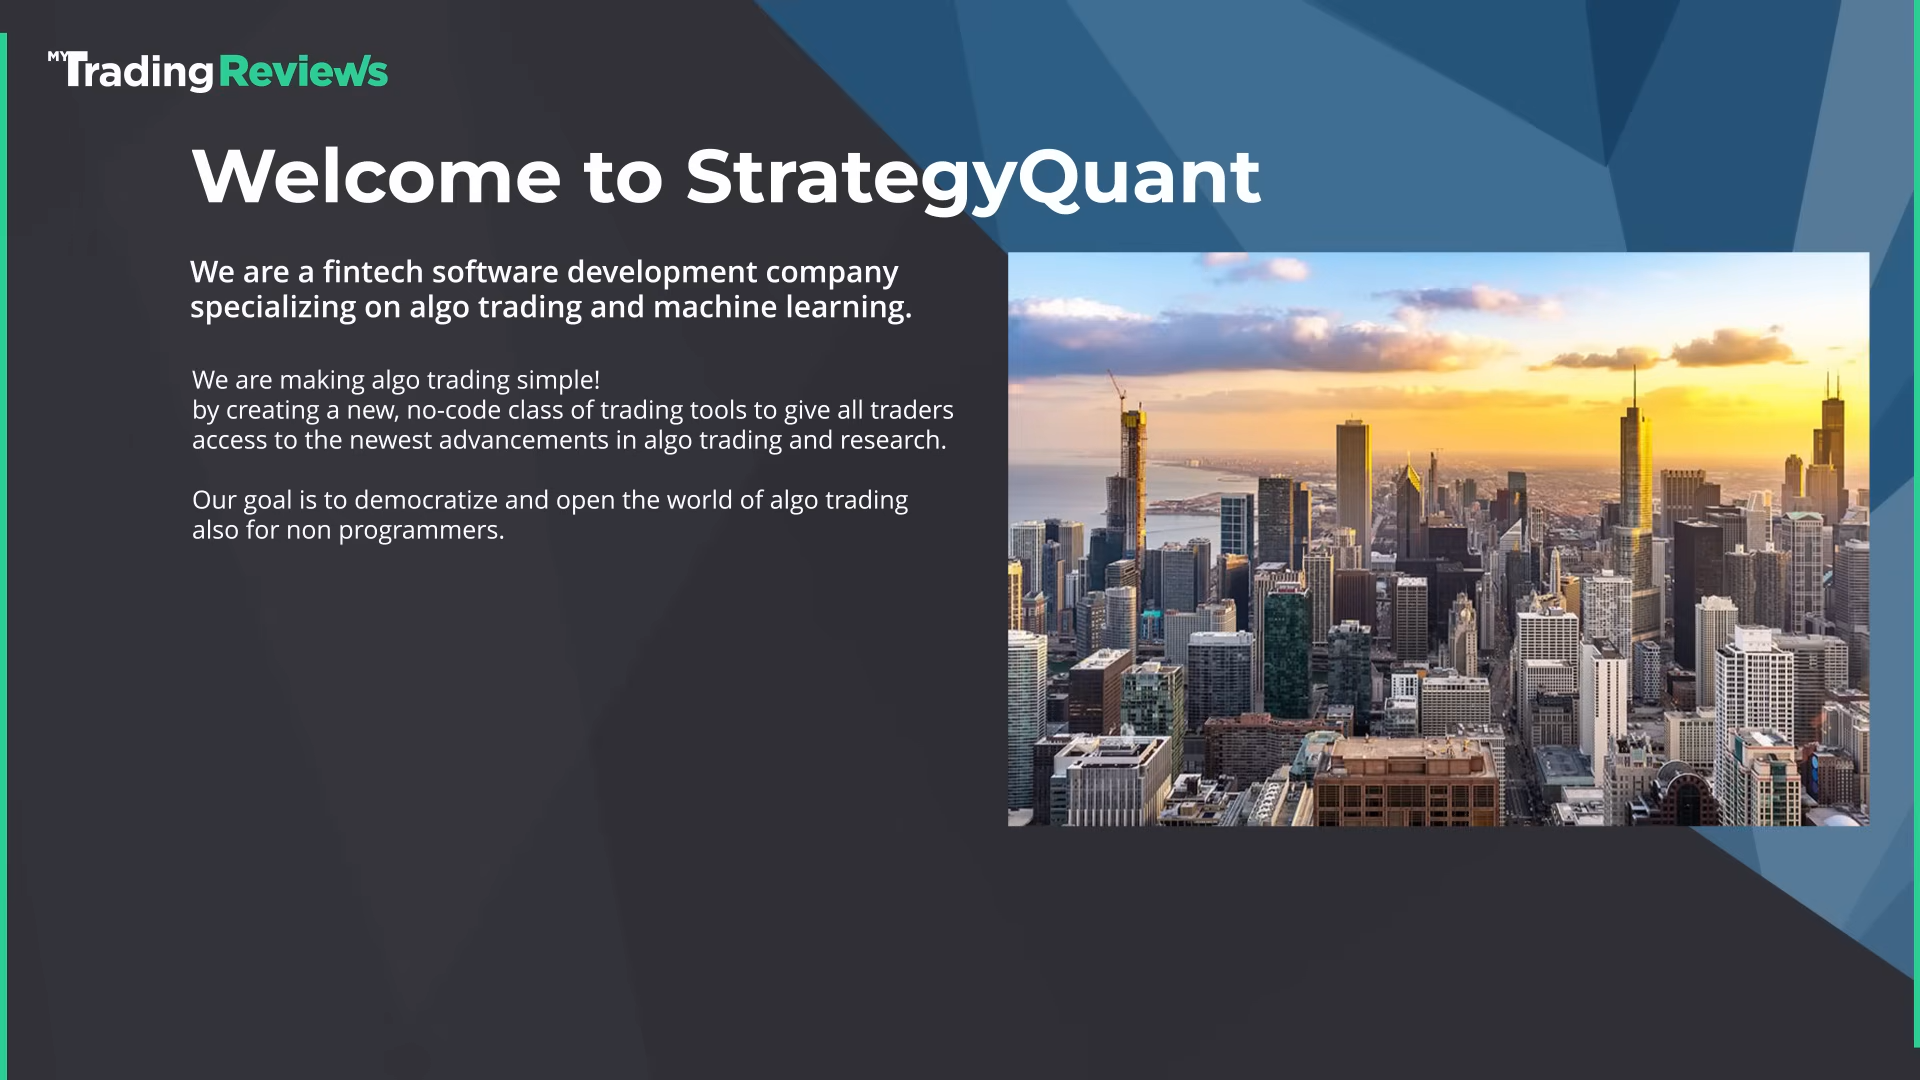 MY Trading Reviews
Welcome to StrategyQuant
We are a fintech software development company
specializing on algo trading and machine learning.
We are making algo trading simple!
by creating a new, no-code class of trading tools to give all traders
access to the newest advancements in algo trading and research.
Our goal is to democratize and open the world of algo trading
also for non programmers.